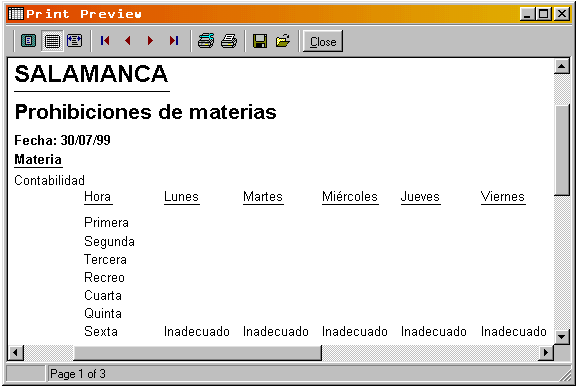 Print Preview
Close
SALAMANCA
Prohibiciones de materias
Fecha: 30/07/99
Materia
Contabilidad
Hora Lunes Martes Miércoles Jueves Viernes
Primera
Segunda
Tercera
Recreo
Cuarta
Quinta
Sexta Inadecuado Inadecuado Inadecuado Inadecuado Inadecuado
Page 1 of 3